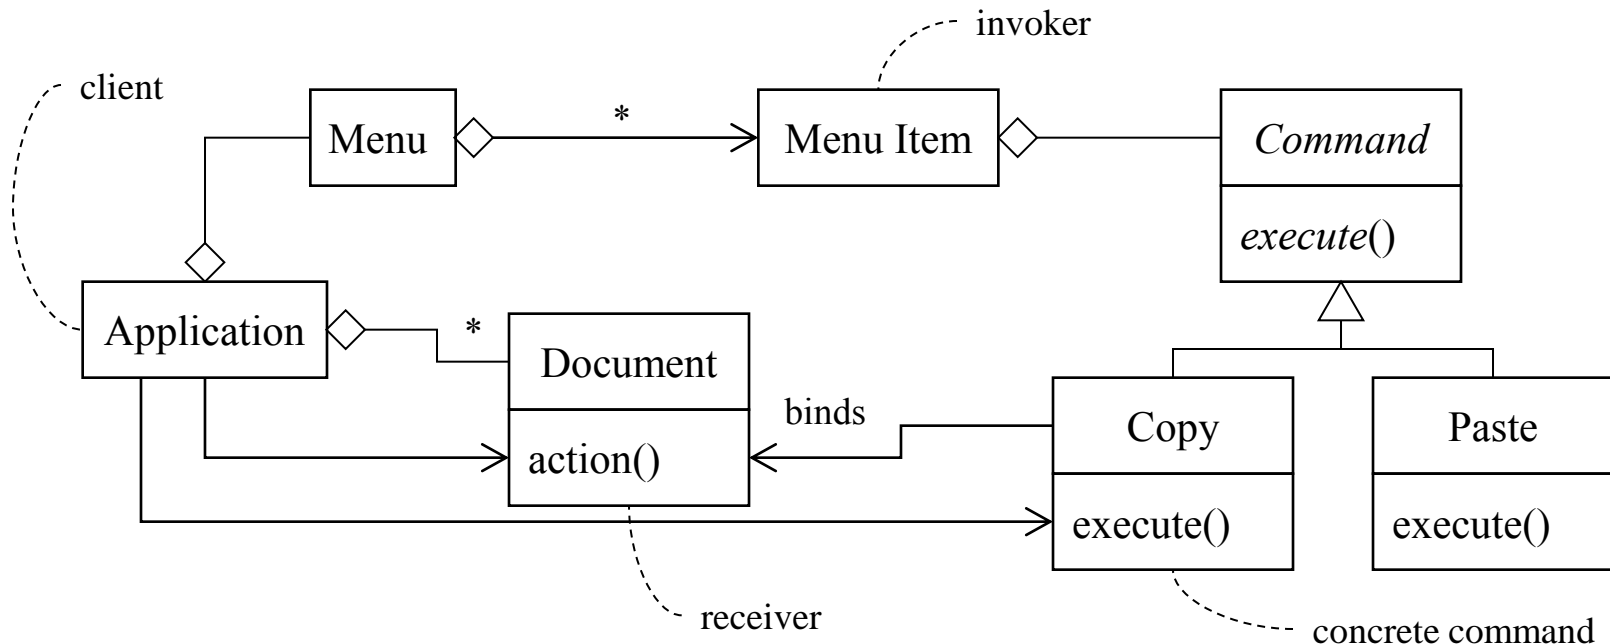 invoker
client
*
Menu
Menu Item
Command
execute()
Application
*
Document
binds
Copy
Paste
action()
execute()
execute()
receiver
concrete command